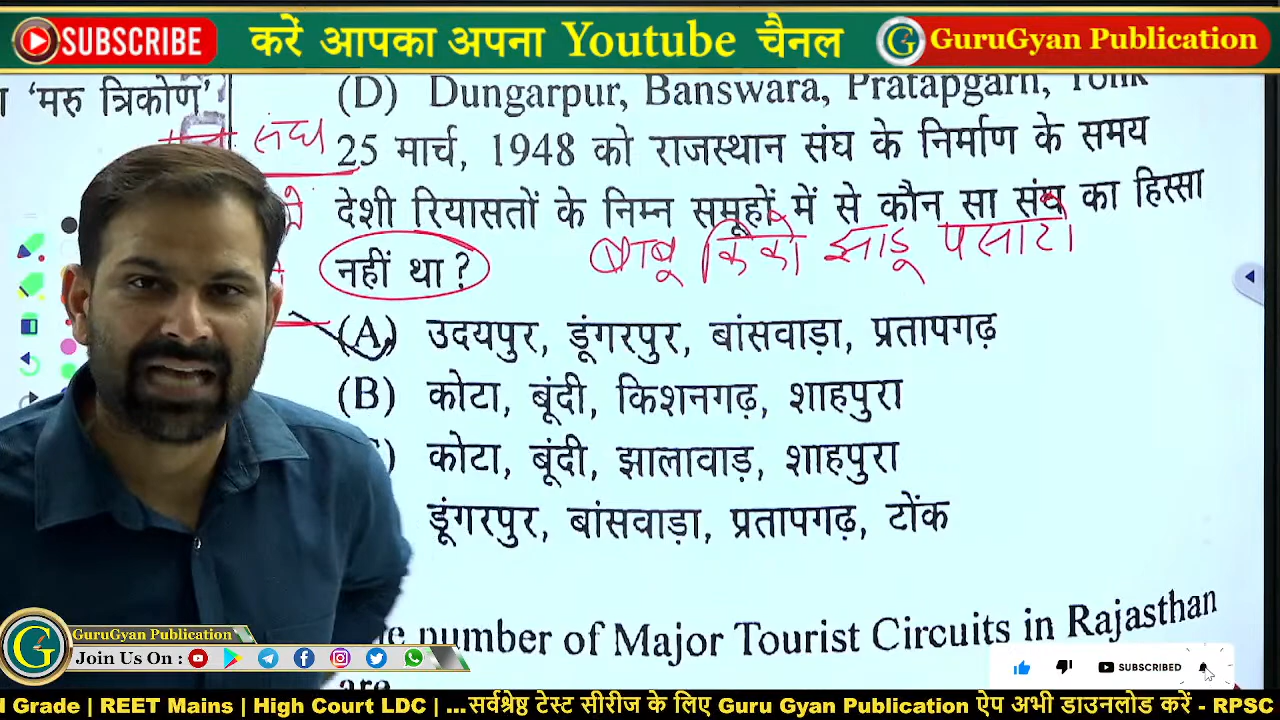 SUBSCRIBE करें आपका अपना Youtube चैनल GuruGyan Publication
'मरु त्रिकोण'
(D) Dungarpur, Banswara, Pratapgarh, Tonk
संघ
25 मार्च, 1948 को राजस्थान संघ के निर्माण के समय
देशी रियासतों के निम्न समूहों में से कौन सा संघ का हिस्सा
नहीं था?
बाबू किको झाडू पसाटो
(A) उदयपुर, डूंगरपुर, बांसवाड़ा, प्रतापगढ़
(B) कोटा, बूंदी, किशनगढ़, शाहपुरा
कोटा, बूंदी, झालावाड़, शाहपुरा
डूंगरपुर, बांसवाड़ा, प्रतापगढ़, टोंक
number of Major Tourist Circuits in Rajasthan
are
GuruGyan Publication
Join Us On :
SUBSCRIBED
Grade | REET Mains | High Court LDC | ...सर्वश्रेष्ठ टेस्ट सीरीज के लिए Guru Gyan Publication ऐप अभी डाउनलोड करें - RPSC